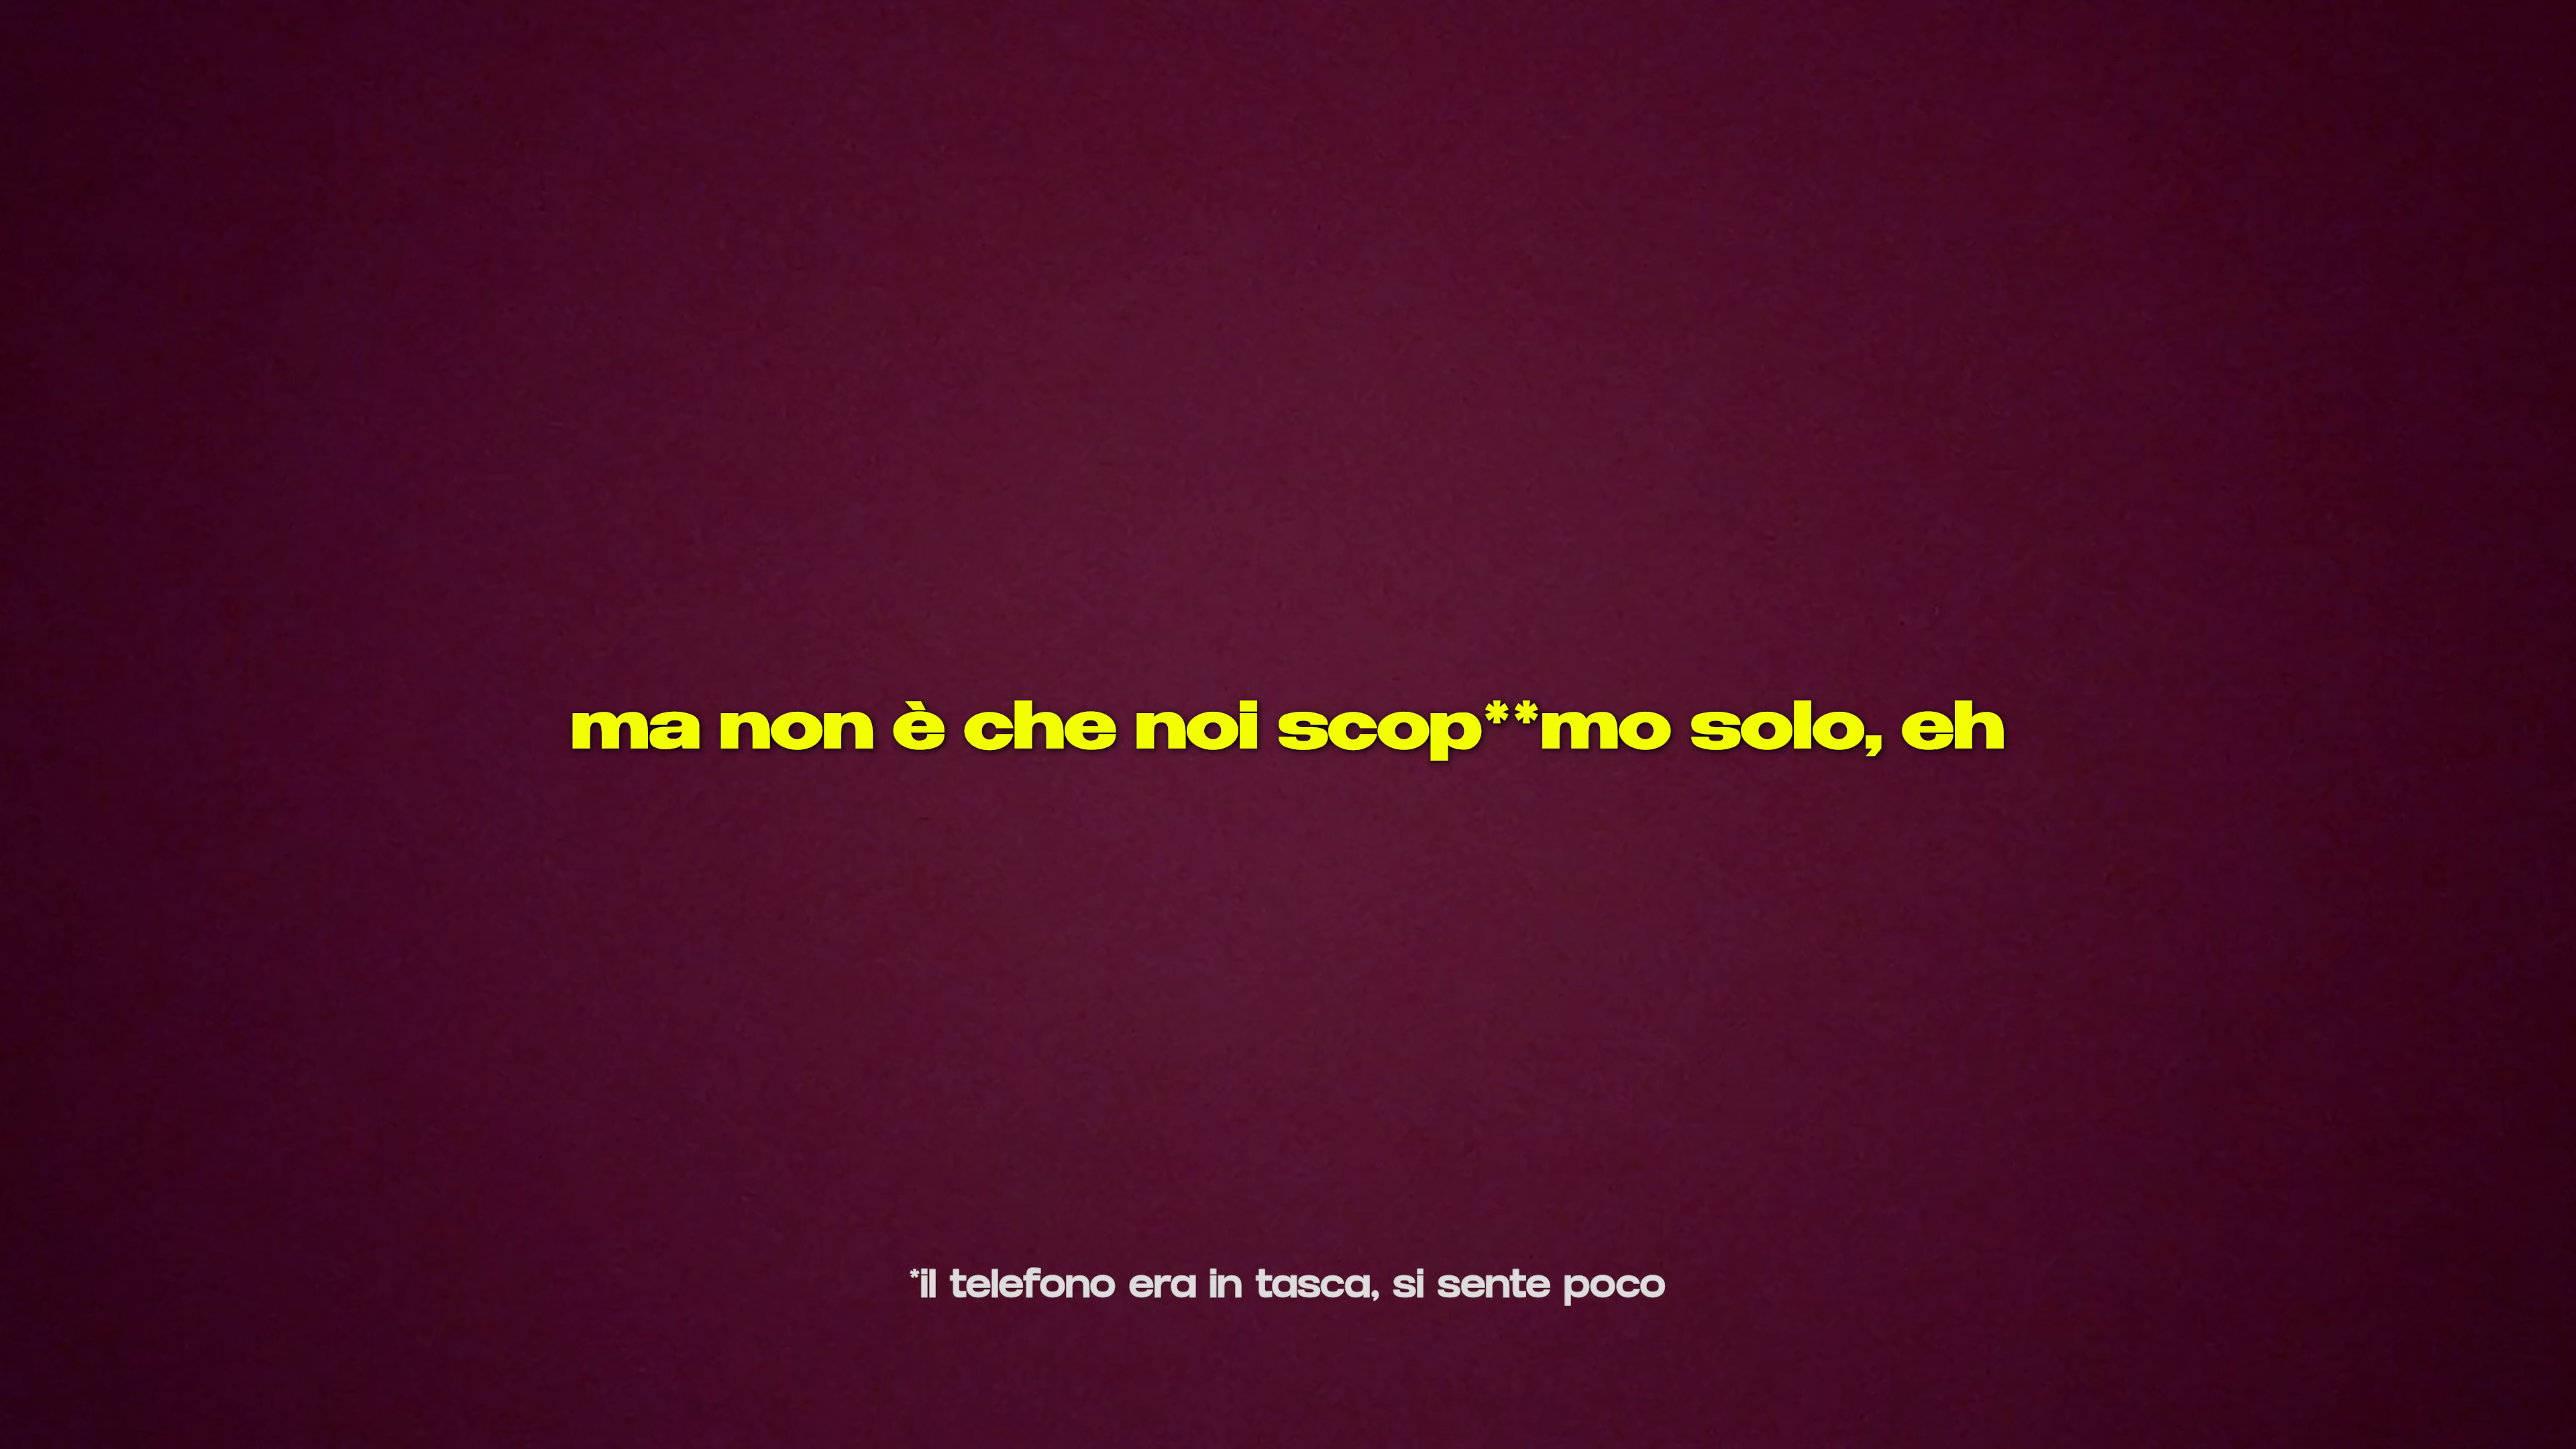 ma non è che noi scop**mo solo, eh
*il telefono era in tasca, si sente poco